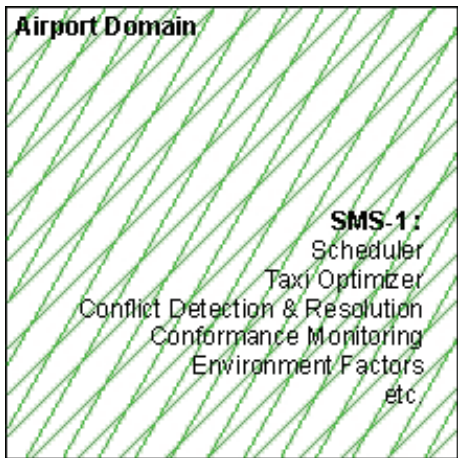 Airport Domain
SMS-1:
Scheduler
Taxi Optimizer
Conflict Detection & Resolution
Conformance Monitoring
Environment Factors
etc.